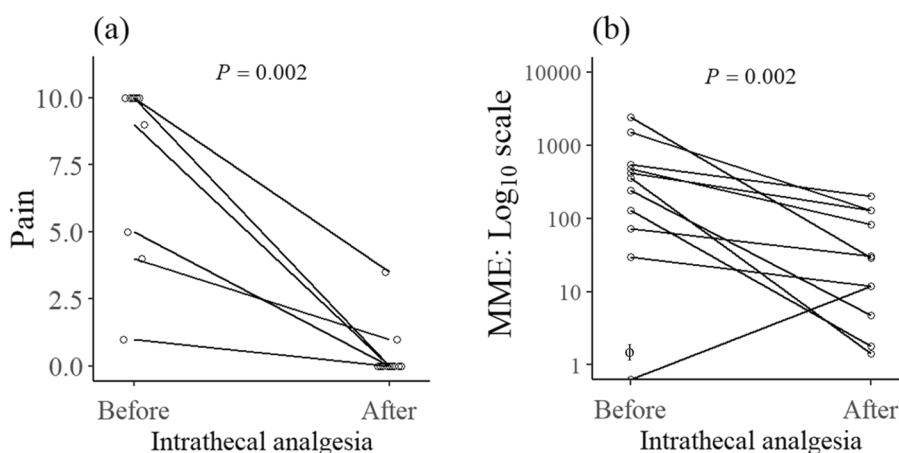 (a)
P = 0.002
Pain
10.0
7.5
5.0
2.5
0.0
Before
After
Intrathecal analgesia
(b)
P = 0.002
MME: Log₁₀ scale
10000
1000
100
10
1
ϕ
Before
After
Intrathecal analgesia